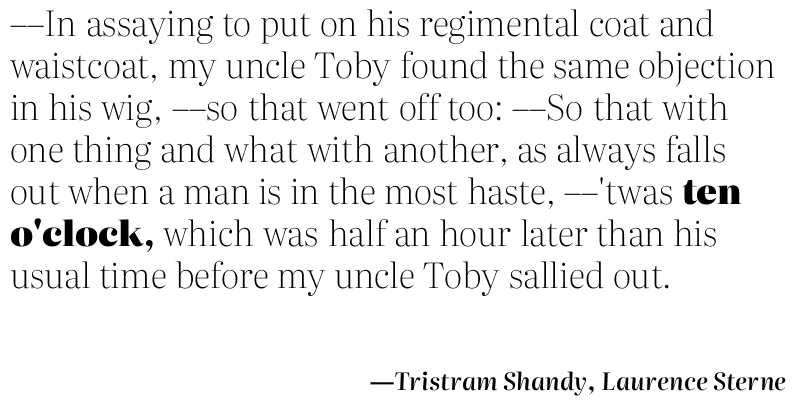 ––In assaying to put on his regimental coat and
waistcoat, my uncle Toby found the same objection
in his wig, ––so that went off too: ––So that with
one thing and what with another, as always falls
out when a man is in the most haste, ––'twas ten
o'clock, which was half an hour later than his
usual time before my uncle Toby sallied out.
—Tristram Shandy, Laurence Sterne